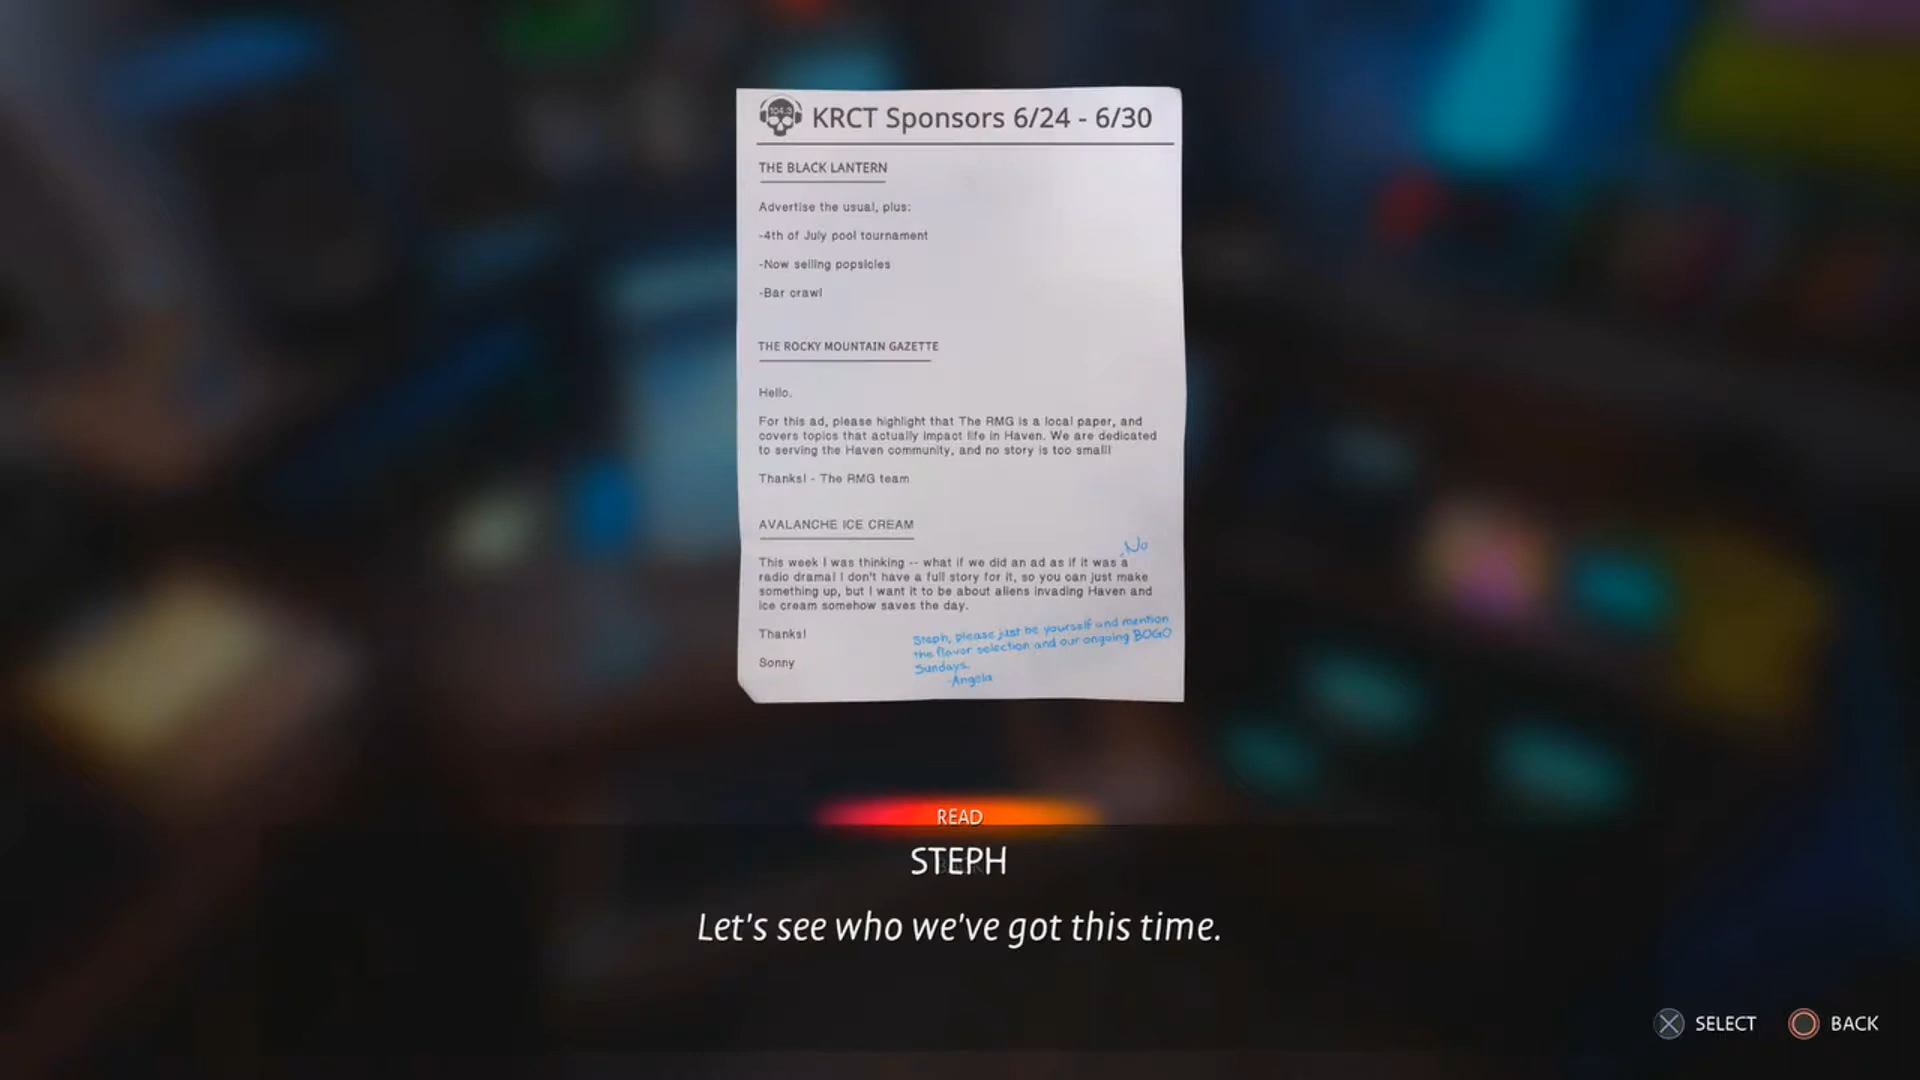 104.3
KRCT Sponsors 6/24 - 6/30
THE BLACK LANTERN
Advertise the usual, plus:
-4th of July pool tournament
-Now selling popsicles
-Bar crawl
THE ROCKY MOUNTAIN GAZETTE
Hello.
For this ad, please highlight that The RMG is a local paper, and
covers topics that actually impact life in Haven. We are dedicated
to serving the Haven community, and no story is too small!
Thanks! - The RMG team
AVALANCHE ICE CREAM
No
This week I was thinking -- what if we did an ad as if it was a
radio drama! I don't have a full story for it, so you can just make
something up, but I want it to be about aliens invading Haven and
ice cream somehow saves the day.
Thanks!
Sonny
Steph, please just be yourself and mention
the flavor selection and our ongoing BOGO
Sundays.
-Angela
READ
STEPH
Let's see who we've got this time.
SELECT
BACK